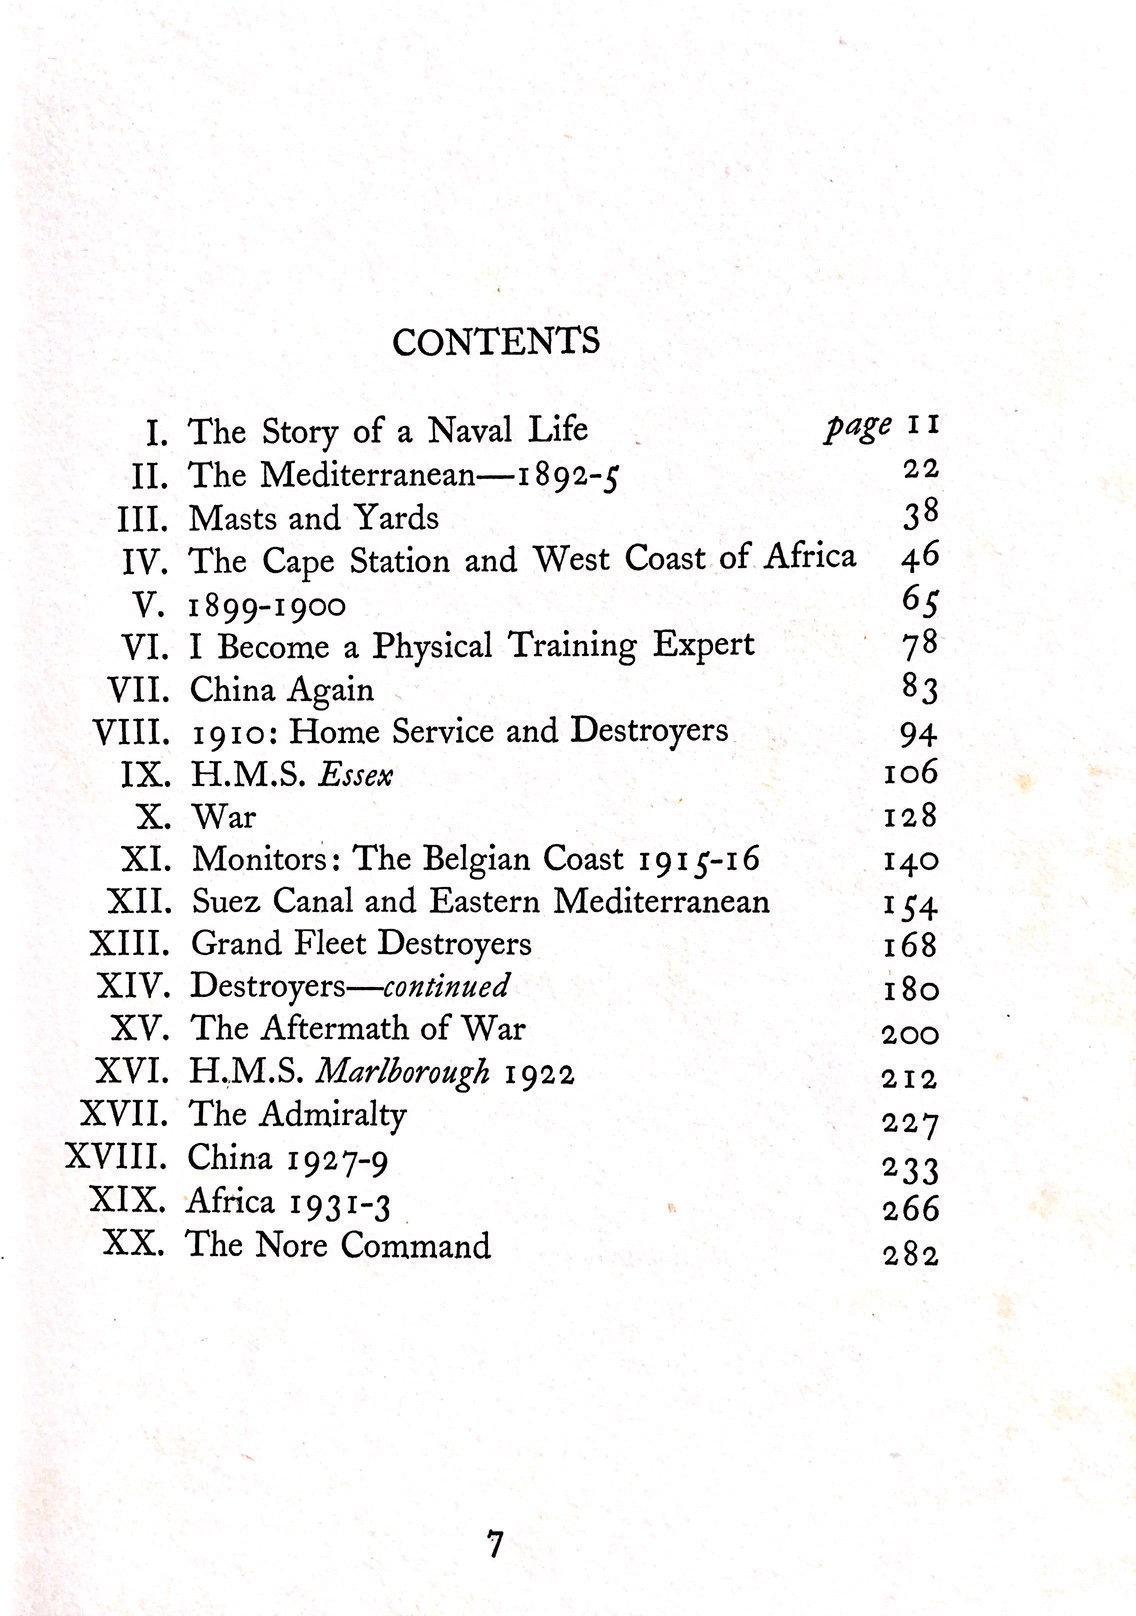 CONTENTS
I. The Story of a Naval Life page 11
II. The Mediterranean—1892-5 22
III. Masts and Yards 38
IV. The Cape Station and West Coast of Africa 46
V. 1899-1900 65
VI. I Become a Physical Training Expert 78
VII. China Again 83
VIII. 1910: Home Service and Destroyers 94
IX. H.M.S. Essex 106
X. War 128
XI. Monitors: The Belgian Coast 1915-16 140
XII. Suez Canal and Eastern Mediterranean 154
XIII. Grand Fleet Destroyers 168
XIV. Destroyers—continued 180
XV. The Aftermath of War 200
XVI. H.M.S. Marlborough 1922 212
XVII. The Admiralty 227
XVIII. China 1927-9 233
XIX. Africa 1931-3 266
XX. The Nore Command 282
7